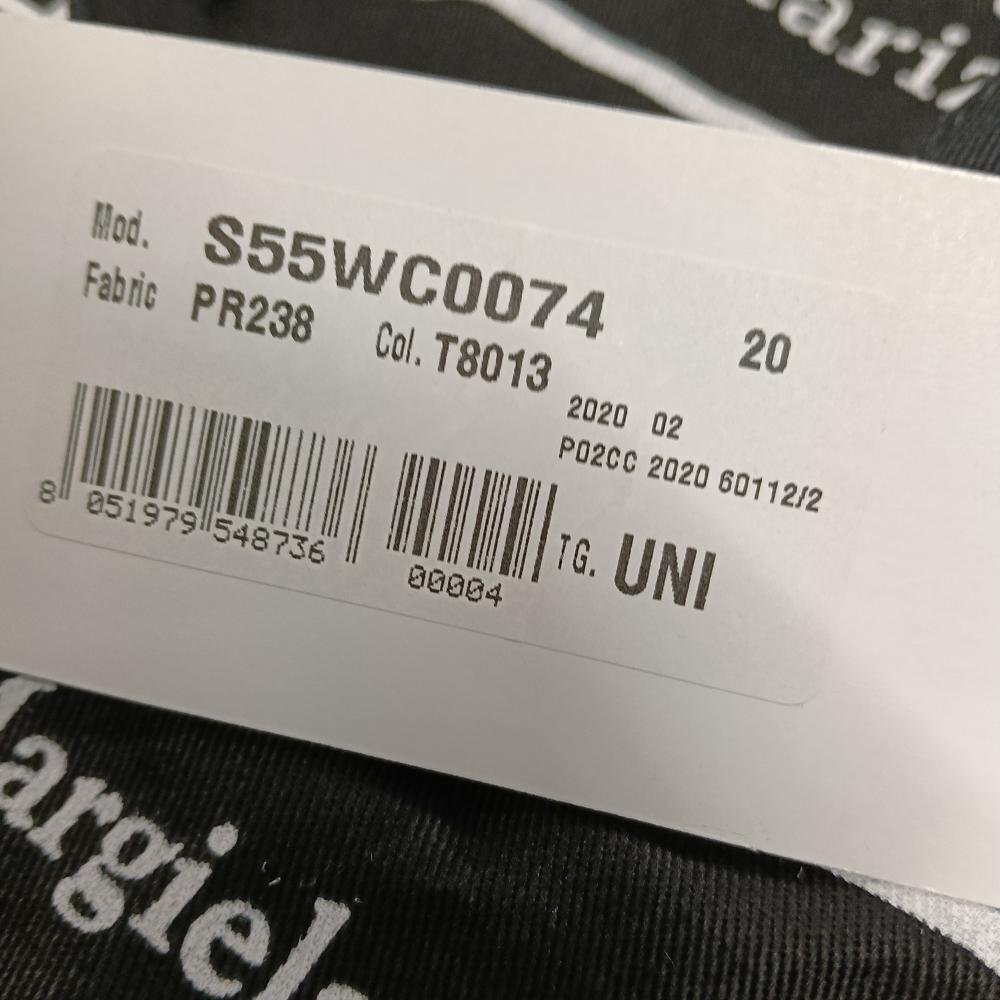 ariz
Mod. S55WC0074
Fabric PR238 Col. T8013 20
2020 02
P02CC 2020 60112/2
8 051979 548736 00004 TG. UNI
argiel